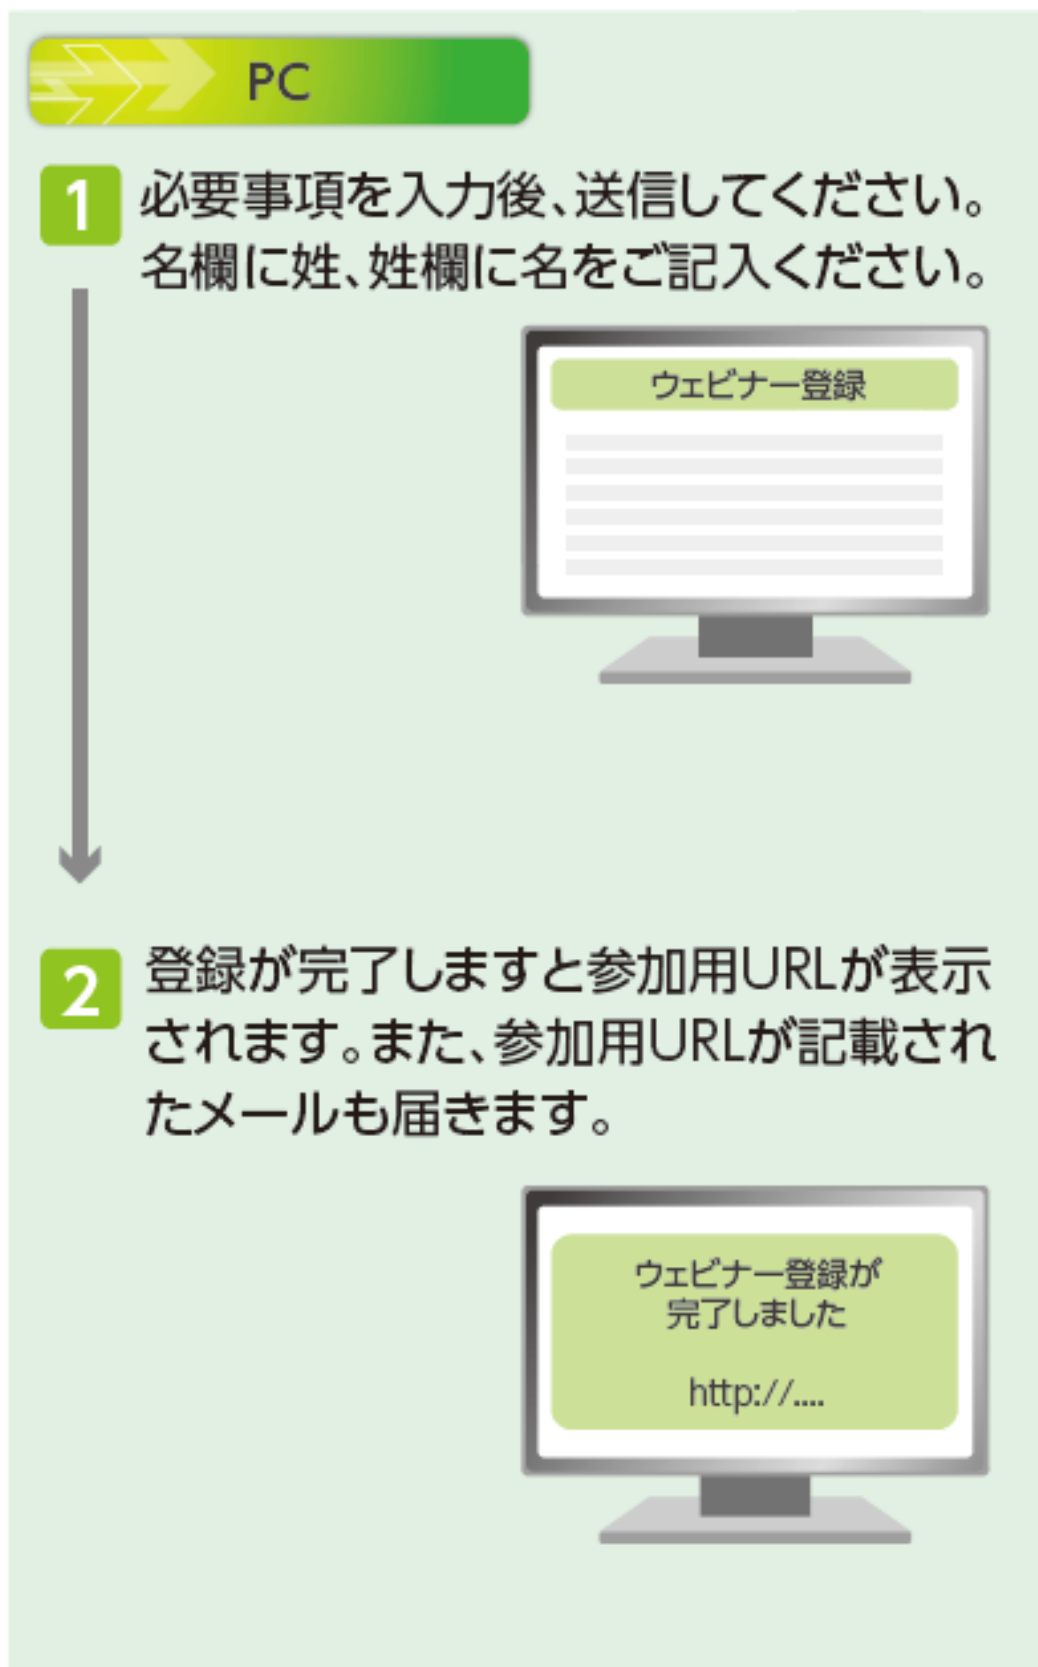 PC
1
必要事項を入力後、送信してください。
名欄に姓、姓欄に名をご記入ください。
ウェビナー登録
2
登録が完了しますと参加用URLが表示
されます。また、参加用URLが記載され
たメールも届きます。
ウェビナー登録が
完了しました
http://....